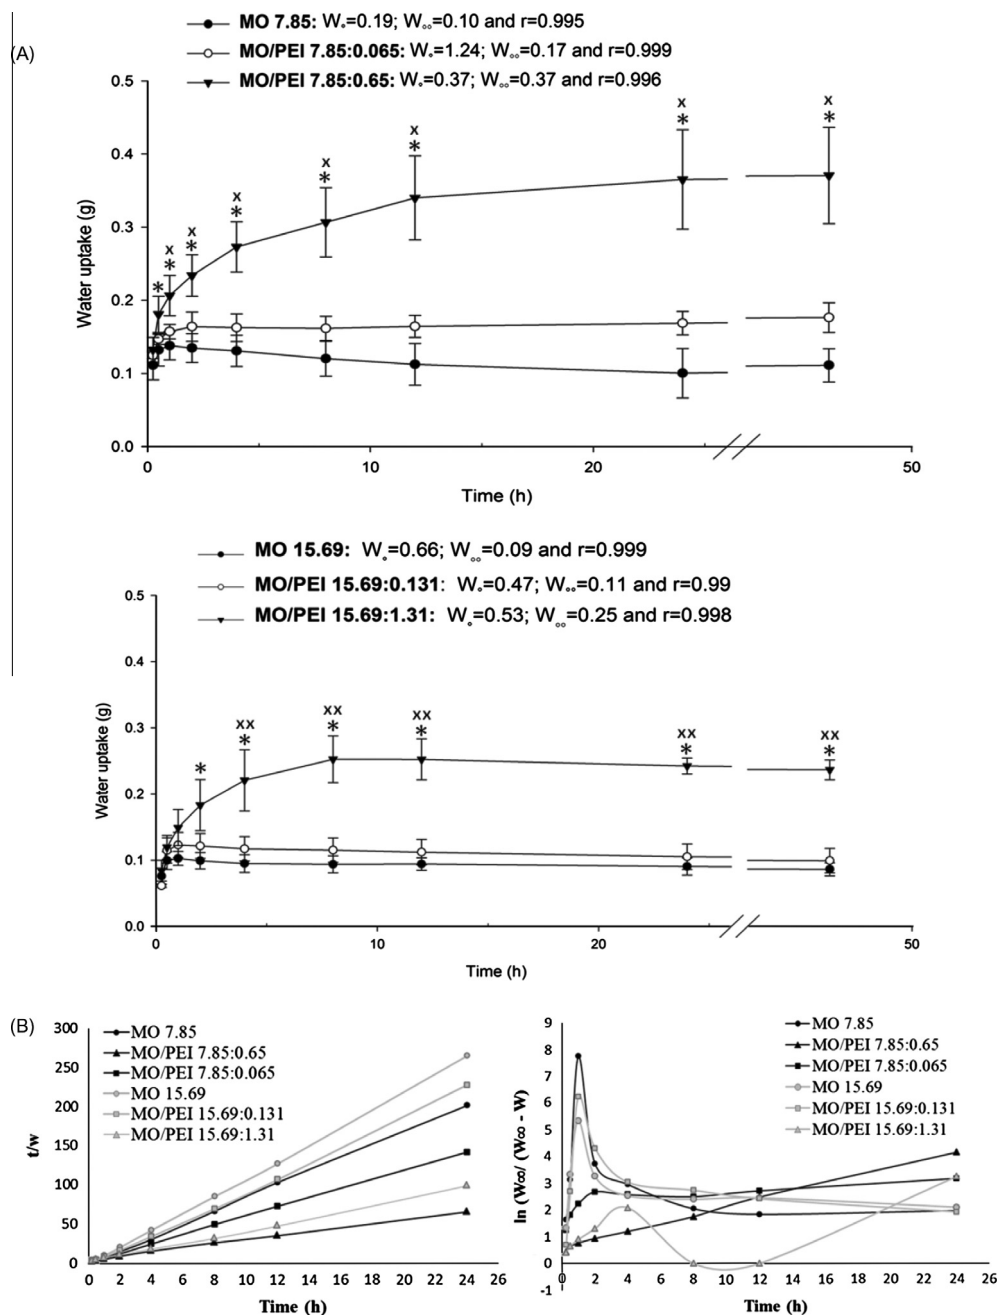 (A)
MO 7.85: W∘=0.19; W∞=0.10 and r=0.995
MO/PEI 7.85:0.065: W∘=1.24; W∞=0.17 and r=0.999
MO/PEI 7.85:0.65: W∘=0.37; W∞=0.37 and r=0.996
0.5
0.4
0.3
0.2
0.1
0.0
Water uptake (g)
* x* x* x* x* x* x* x*
0 10 20 50
Time (h)
MO 15.69: W∘=0.66; W∞=0.09 and r=0.999
MO/PEI 15.69:0.131: W∘=0.47; W∞=0.11 and r=0.99
MO/PEI 15.69:1.31: W∘=0.53; W∞=0.25 and r=0.998
0.5
0.4
0.3
0.2
0.1
0.0
Water uptake (g)
* xx* xx* xx* xx* xx*
0 10 20 50
Time (h)
(B)
MO 7.85
MO/PEI 7.85:0.65
MO/PEI 7.85:0.065
MO 15.69
MO/PEI 15.69:0.131
MO/PEI 15.69:1.31
300
250
200
150
100
50
0
t/w
0 2 4 6 8 10 12 14 16 18 20 22 24 26
Time (h)
MO 7.85
MO/PEI 7.85:0.65
MO/PEI 7.85:0.065
MO 15.69
MO/PEI 15.69:0.131
MO/PEI 15.69:1.31
9
8
7
6
5
4
3
2
1
0
-1
ln (W∞/ (W∞ - W)
0 2 4 6 8 10 12 14 16 18 20 22 24 26
Time (h)